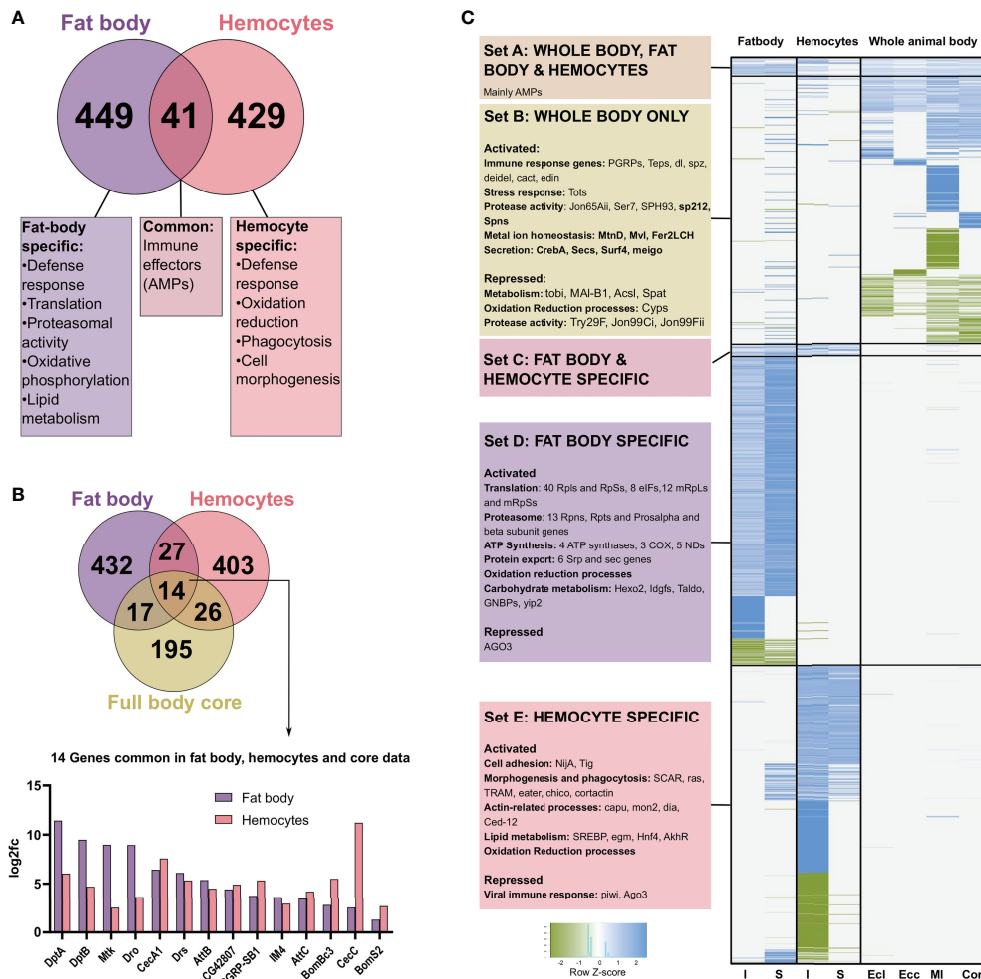 A
Fat body
Hemocytes
449
41
429
Fat-body
specific:
•Defense
response
•Translation
•Proteasomal
activity
•Oxidative
phosphorylation
•Lipid
metabolism
Common:
Immune
effectors
(AMPs)
Hemocyte
specific:
•Defense
response
•Oxidation
reduction
•Phagocytosis
•Cell
morphogenesis
B
Fat body
Hemocytes
432
27
403
14
17
26
195
Full body core
14 Genes common in fat body, hemocytes and core data
Fat body
Hemocytes
log2fc
15
10
5
0
DptA
DptB
Mtk
Dro
CecA1
Drs
AttB
CG42807
PGRP-SB1
IM4
AttC
BomBc3
CecC
BomS2
C
Fatbody
Hemocytes
Whole animal body
Set A: WHOLE BODY, FAT
BODY & HEMOCYTES
Mainly AMPs
Set B: WHOLE BODY ONLY
Activated:
Immune response genes: PGRPs, Teps, dl, spz,
deidel, cact, edin
Stress response: Tots
Protease activity: Jon65Aii, Ser7, SPH93, sp212,
Spns
Metal ion homeostasis: MtnD, Mvl, Fer2LCH
Secretion: CrebA, Secs, Surf4, meigo
Repressed:
Metabolism: tobi, MAl-B1, Acsl, Spat
Oxidation Reduction processes: Cyps
Protease activity: Try29F, Jon99Ci, Jon99Fii
Set C: FAT BODY &
HEMOCYTE SPECIFIC
Set D: FAT BODY SPECIFIC
Activated
Translation: 40 Rpls and RpSs, 8 eIFs,12 mRpLs
and mRpSs
Proteasome: 13 Rpns, Rpts and Prosalpha and
beta subunit genes
ATP Synthesis: 4 ATP synthases, 3 COX, 5 NDs
Protein export: 6 Srp and sec genes
Oxidation reduction processes
Carbohydrate metabolism: Hexo2, Idgfs, Taldo,
GNBPs, yip2
Repressed
AGO3
Set E: HEMOCYTE SPECIFIC
Activated
Cell adhesion: NijA, Tig
Morphogenesis and phagocytosis: SCAR, ras,
TRAM, eater, chico, cortactin
Actin-related processes: capu, mon2, dia,
Ced-12
Lipid metabolism: SREBP, egm, Hnf4, AkhR
Oxidation Reduction processes
Repressed
Viral immune response: piwi, Ago3
-2
0
2
Row Z-score
I
S
I
S
Ecl
Ecc
Ml